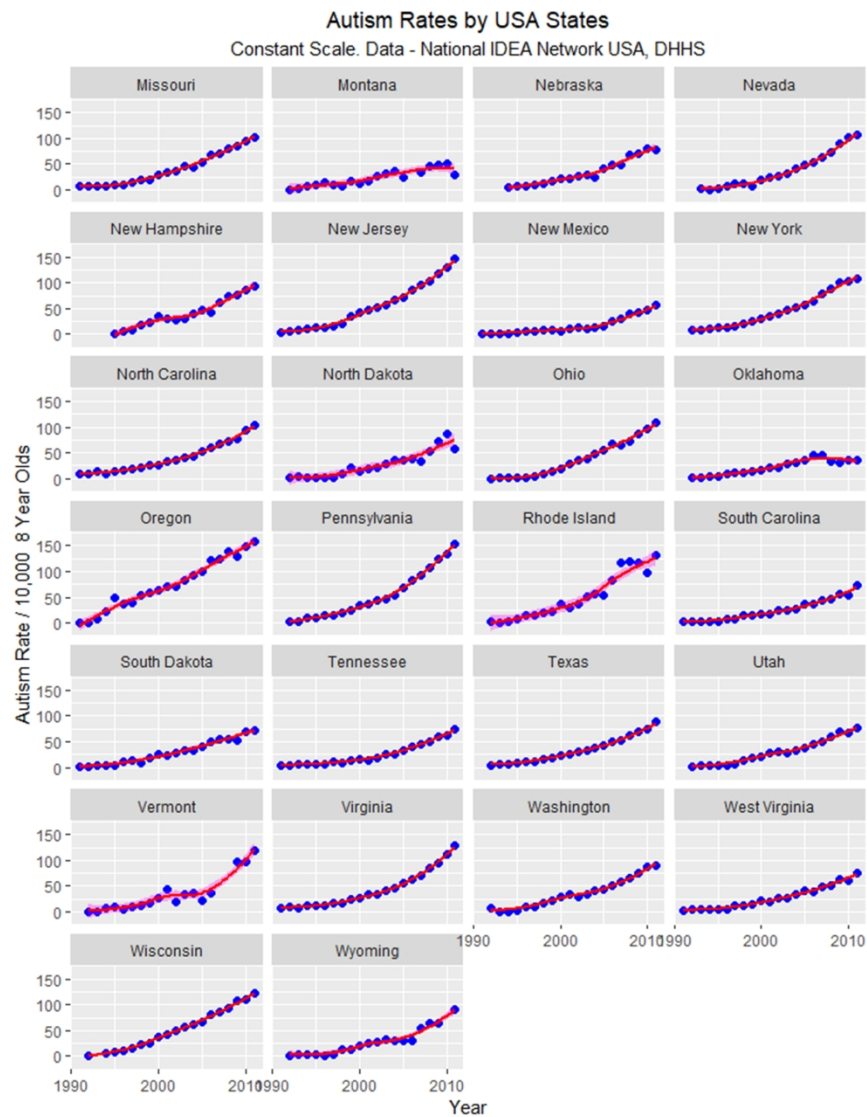 Autism Rates by USA States
Constant Scale. Data - National IDEA Network USA, DHHS
Missouri Montana Nebraska Nevada
150
100
50
0
New Hampshire New Jersey New Mexico New York
150
100
50
0
North Carolina North Dakota Ohio Oklahoma
150
100
50
0
Autism Rate / 10,000 8 Year Olds
Oregon Pennsylvania Rhode Island South Carolina
150
100
50
0
South Dakota Tennessee Texas Utah
150
100
50
0
Vermont Virginia Washington West Virginia
150
100
50
0
1990 2000 2010 1990 2000 2010
Wisconsin Wyoming
150
100
50
0
1990 2000 2010 1990 2000 2010
Year